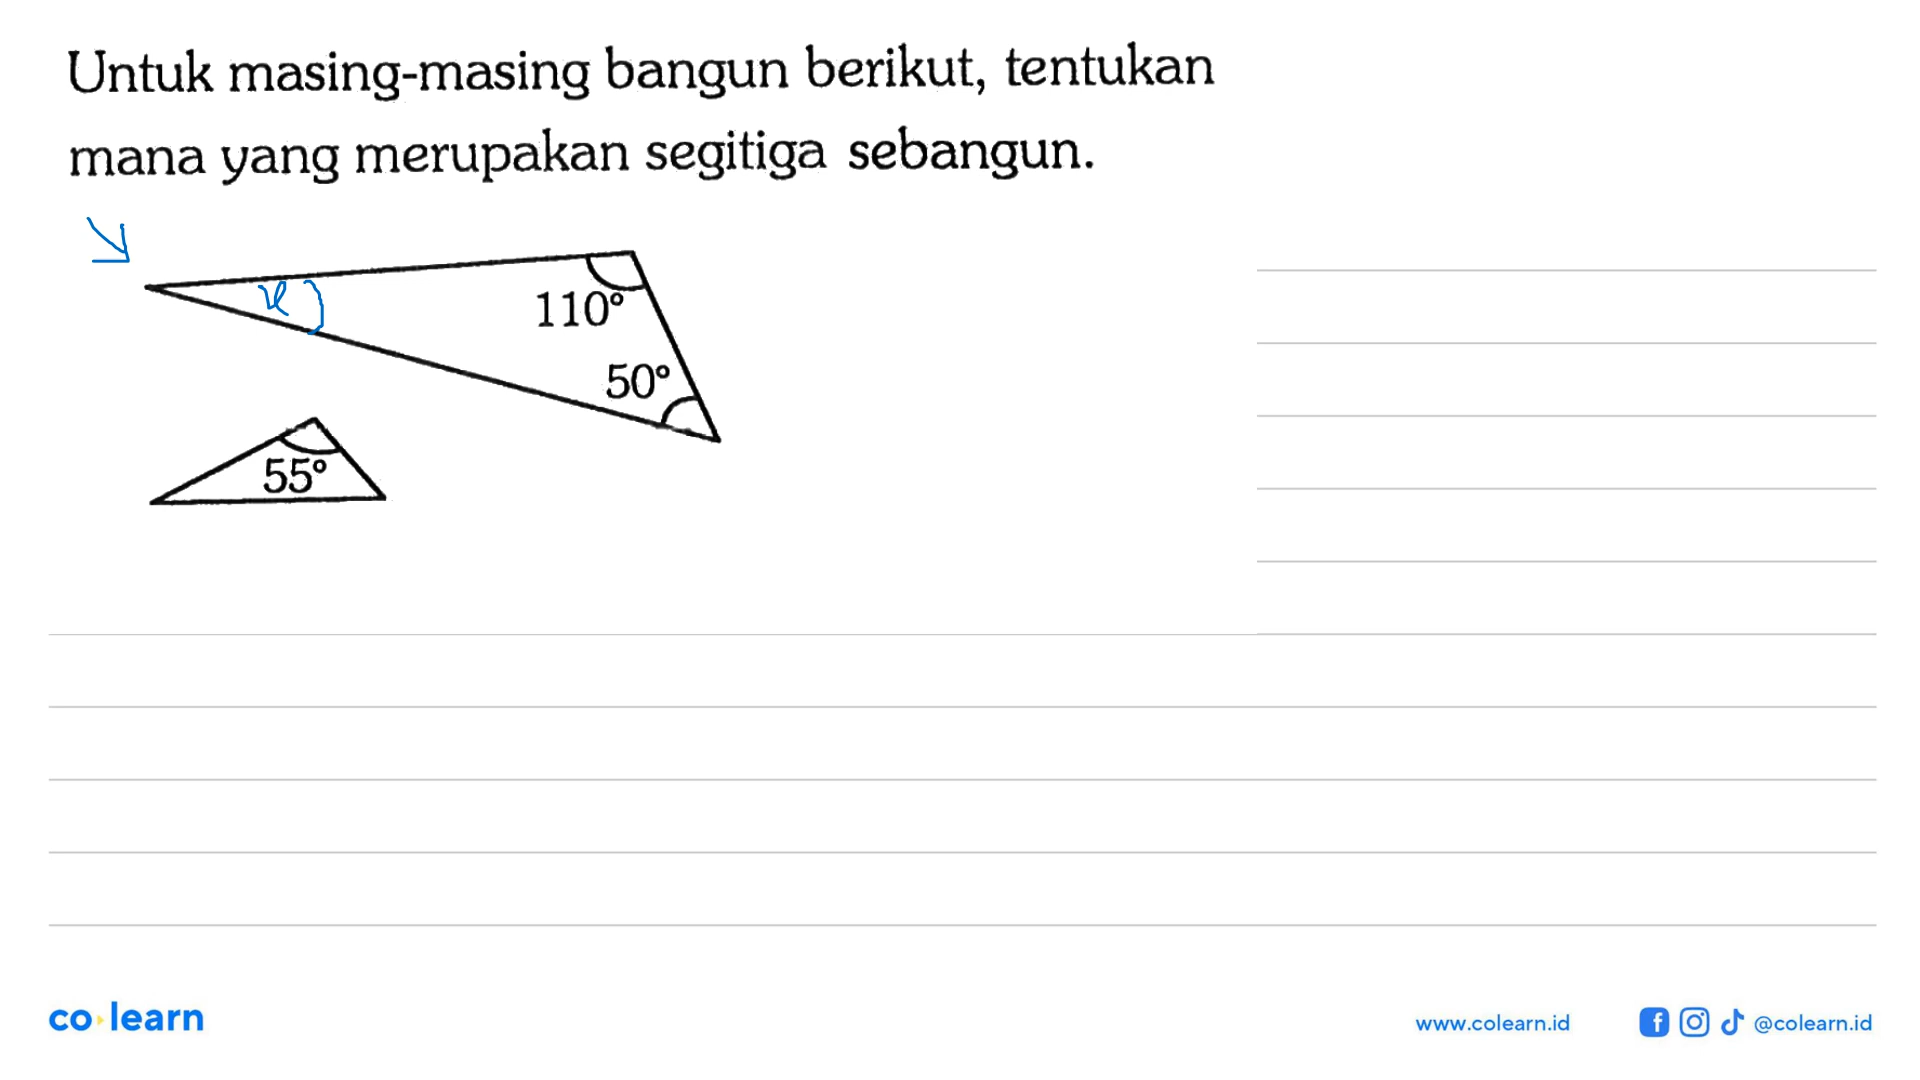 Untuk masing-masing bangun berikut, tentukan
mana yang merupakan segitiga sebangun.
x
110°
50°
55°
co learn
www.colearn.id
@colearn.id